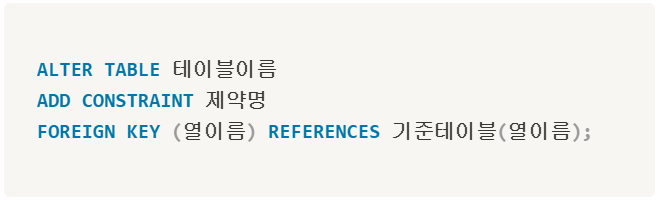 ALTER TABLE 테이블이름
ADD CONSTRAINT 제약명
FOREIGN KEY (열이름) REFERENCES 기준테이블(열이름);